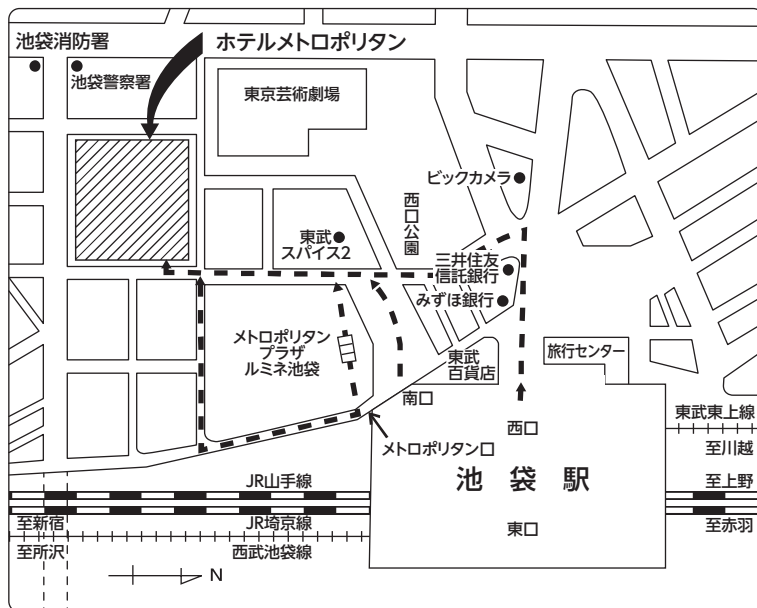 池袋消防署
ホテルメトロポリタン
池袋警察署
東京芸術劇場
ビックカメラ
西口公園
東武
スパイス2
三井住友
信託銀行
みずほ銀行
メトロポリタン
プラザ
ルミネ池袋
東武
百貨店
旅行センター
南口
西口
東武東上線
メトロポリタン口
至川越
池袋駅
JR山手線
至上野
至新宿
JR埼京線
東口
至赤羽
至所沢
西武池袋線
N